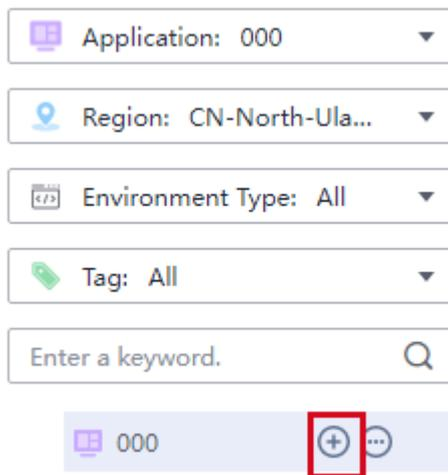 Application: 000
Region: CN-North-Ula...
Environment Type: All
Tag: All
Enter a keyword.
000